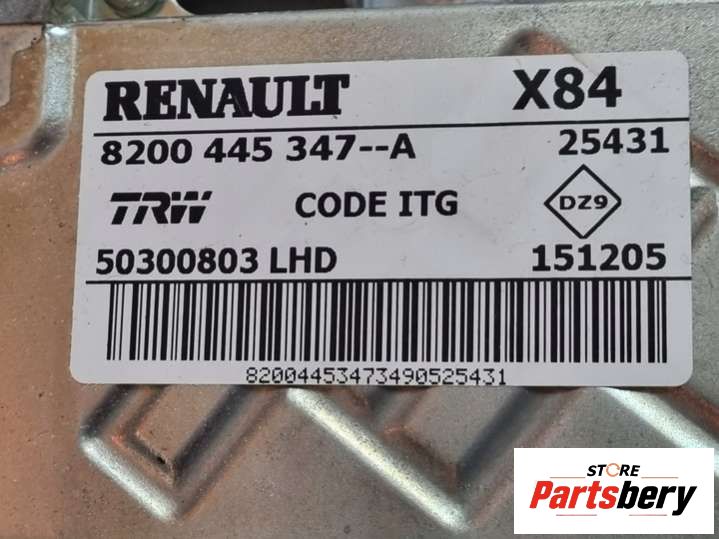 RENAULT X84
8200 445 347--A 25431
TRW CODE ITG DZ9
50300803 LHD 151205
82004453473490525431
STORE
Partsbery